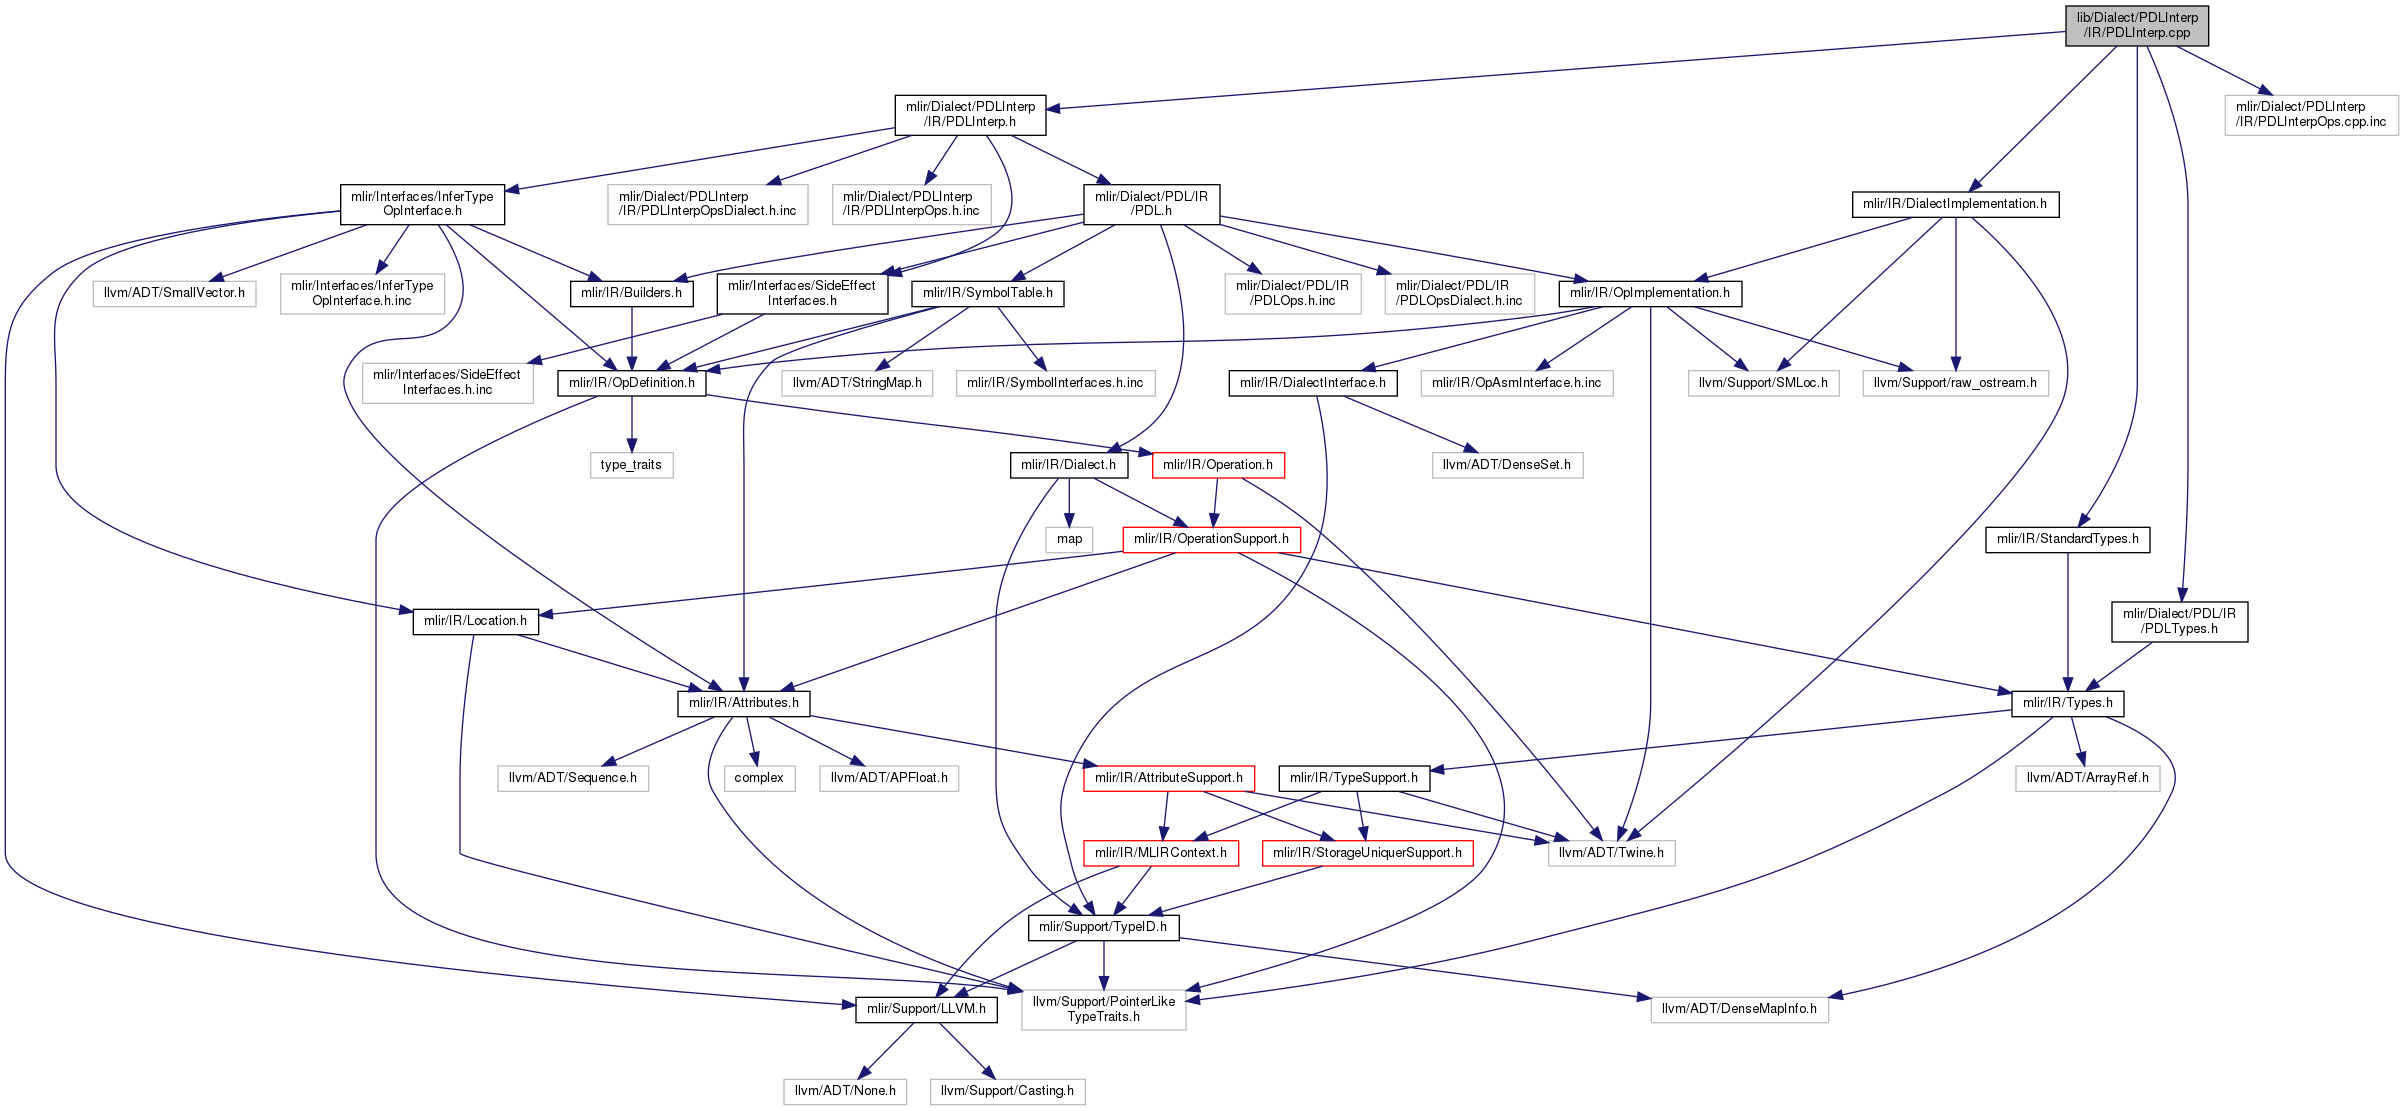 lib/Dialect/PDLInterp
/IR/PDLInterp.cpp
mlir/Dialect/PDLInterp
/IR/PDLInterp.h
mlir/Dialect/PDLInterp
/IR/PDLInterpOps.cpp.inc
mlir/Interfaces/InferType
OpInterface.h
mlir/Dialect/PDLInterp
/IR/PDLInterpOpsDialect.h.inc
mlir/Dialect/PDLInterp
/IR/PDLInterpOps.h.inc
mlir/Dialect/PDL/IR
/PDL.h
mlir/IR/DialectImplementation.h
llvm/ADT/SmallVector.h
mlir/Interfaces/InferType
OpInterface.h.inc
mlir/IR/Builders.h
mlir/Interfaces/SideEffect
Interfaces.h
mlir/IR/SymbolTable.h
mlir/Dialect/PDL/IR
/PDLOps.h.inc
mlir/Dialect/PDL/IR
/PDLOpsDialect.h.inc
mlir/IR/OpImplementation.h
mlir/Interfaces/SideEffect
Interfaces.h.inc
mlir/IR/OpDefinition.h
llvm/ADT/StringMap.h
mlir/IR/SymbolInterfaces.h.inc
mlir/IR/DialectInterface.h
mlir/IR/OpAsmInterface.h.inc
llvm/Support/SMLoc.h
llvm/Support/raw_ostream.h
type_traits
mlir/IR/Dialect.h
mlir/IR/Operation.h
llvm/ADT/DenseSet.h
map
mlir/IR/OperationSupport.h
mlir/IR/StandardTypes.h
mlir/IR/Location.h
mlir/Dialect/PDL/IR
/PDLTypes.h
mlir/IR/Attributes.h
mlir/IR/Types.h
llvm/ADT/Sequence.h
complex
llvm/ADT/APFloat.h
mlir/IR/AttributeSupport.h
mlir/IR/TypeSupport.h
llvm/ADT/ArrayRef.h
mlir/IR/MLIRContext.h
mlir/IR/StorageUniquerSupport.h
llvm/ADT/Twine.h
mlir/Support/TypeID.h
mlir/Support/LLVM.h
llvm/Support/PointerLike
TypeTraits.h
llvm/ADT/DenseMapInfo.h
llvm/ADT/None.h
llvm/Support/Casting.h